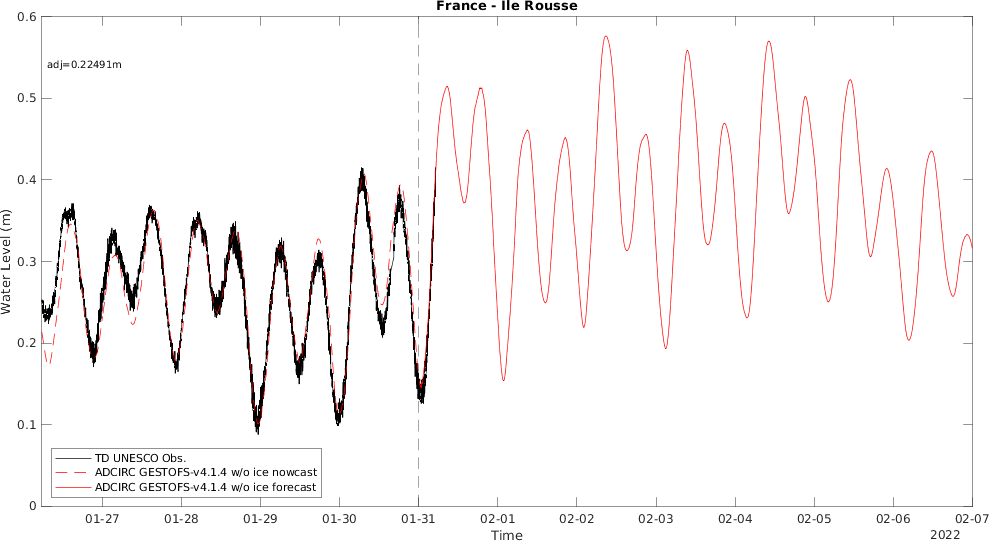 France - Ile Rousse
adj=0.22491m
0.6
0.5
0.4
0.3
0.2
0.1
0
Water Level (m)
TD UNESCO Obs.
ADCIRC GESTOFS-v4.1.4 w/o ice nowcast
ADCIRC GESTOFS-v4.1.4 w/o ice forecast
01-27 01-28 01-29 01-30 01-31 02-01 02-02 02-03 02-04 02-05 02-06 02-07
Time
2022